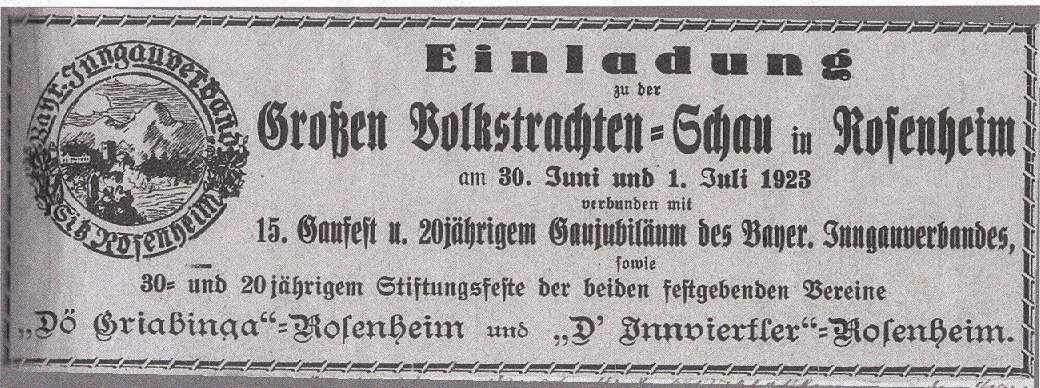 Bayr. Inngauverband
Sitz Rosenheim
Einladung
zu der
Großen Volkstrachten=Schau in Rosenheim
am 30. Juni und 1. Juli 1923
verbunden mit
15. Gaufest u. 20jährigem Gaujubiläum des Bayer. Inngauverbandes,
sowie
30= und 20jährigem Stiftungsfeste der beiden festgebenden Vereine
„Dö Griabinga“=Rosenheim und „D' Innviertler“=Rosenheim.